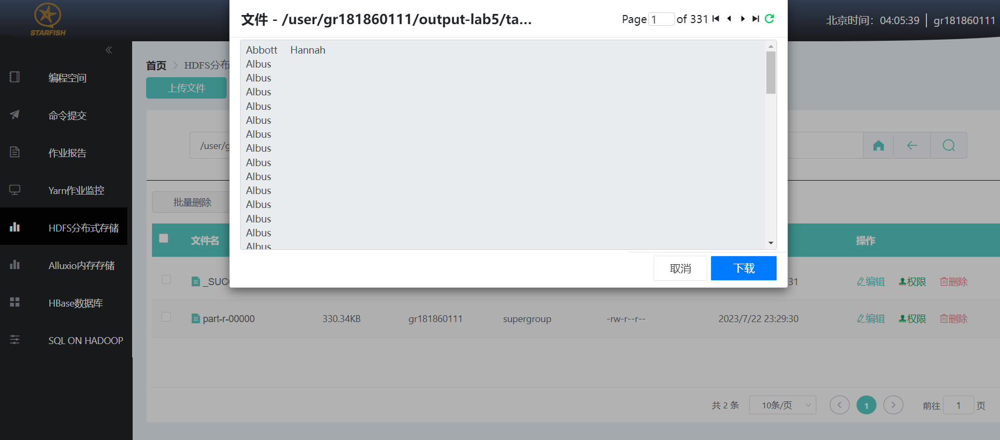 STARFISH
北京时间：04:05:39 | gr181860111
文件 - /user/gr181860111/output-lab5/ta...
Page 1 of 331
编程空间
命令提交
作业报告
Yarn作业监控
HDFS分布式存储
Alluxio内存存储
HBase数据库
SQL ON HADOOP
首页 HDFS分布
上传文件
/user/g
批量删除
Abbott Hannah
Albus
Albus
Albus
Albus
Albus
Albus
Albus
Albus
Albus
Albus
Albus
Albus
Albus
Albus
取消 下载
文件名 操作
_SUC 31 编辑 权限 删除
part-r-00000 330.34KB gr181860111 supergroup -rw-r--r-- 2023/7/22 23:29:30 编辑 权限 删除
共 2 条 10条/页 1 前往 1 页